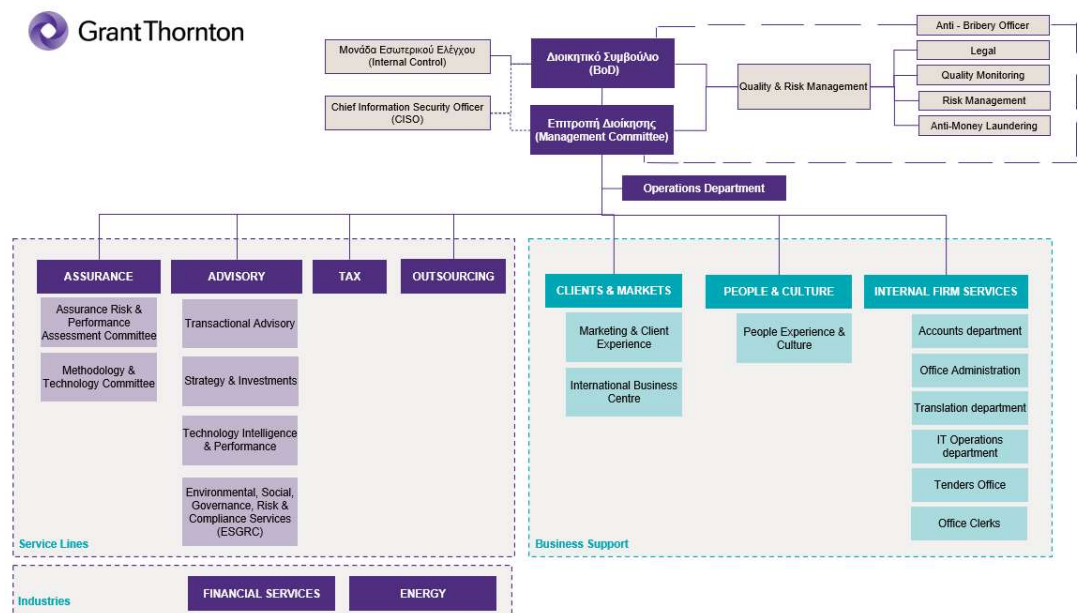 Grant Thornton
Μονάδα Εσωτερικού Ελέγχου
(Internal Control)
Chief Information Security Officer
(CISO)
Διοικητικό Συμβούλιο
(BoD)
Επιτροπή Διοίκησης
(Management Committee)
Quality & Risk Management
Anti - Bribery Officer
Legal
Quality Monitoring
Risk Management
Anti-Money Laundering
Operations Department
ASSURANCE
Assurance Risk &
Performance
Assessment Committee
Methodology &
Technology Committee
ADVISORY
Transactional Advisory
Strategy & Investments
Technology Intelligence
& Performance
Environmental, Social,
Governance, Risk &
Compliance Services
(ESGRC)
TAX
OUTSOURCING
Service Lines
CLIENTS & MARKETS
Marketing & Client
Experience
International Business
Centre
PEOPLE & CULTURE
People Experience &
Culture
INTERNAL FIRM SERVICES
Accounts department
Office Administration
Translation department
IT Operations
department
Tenders Office
Office Clerks
Business Support
Industries
FINANCIAL SERVICES
ENERGY